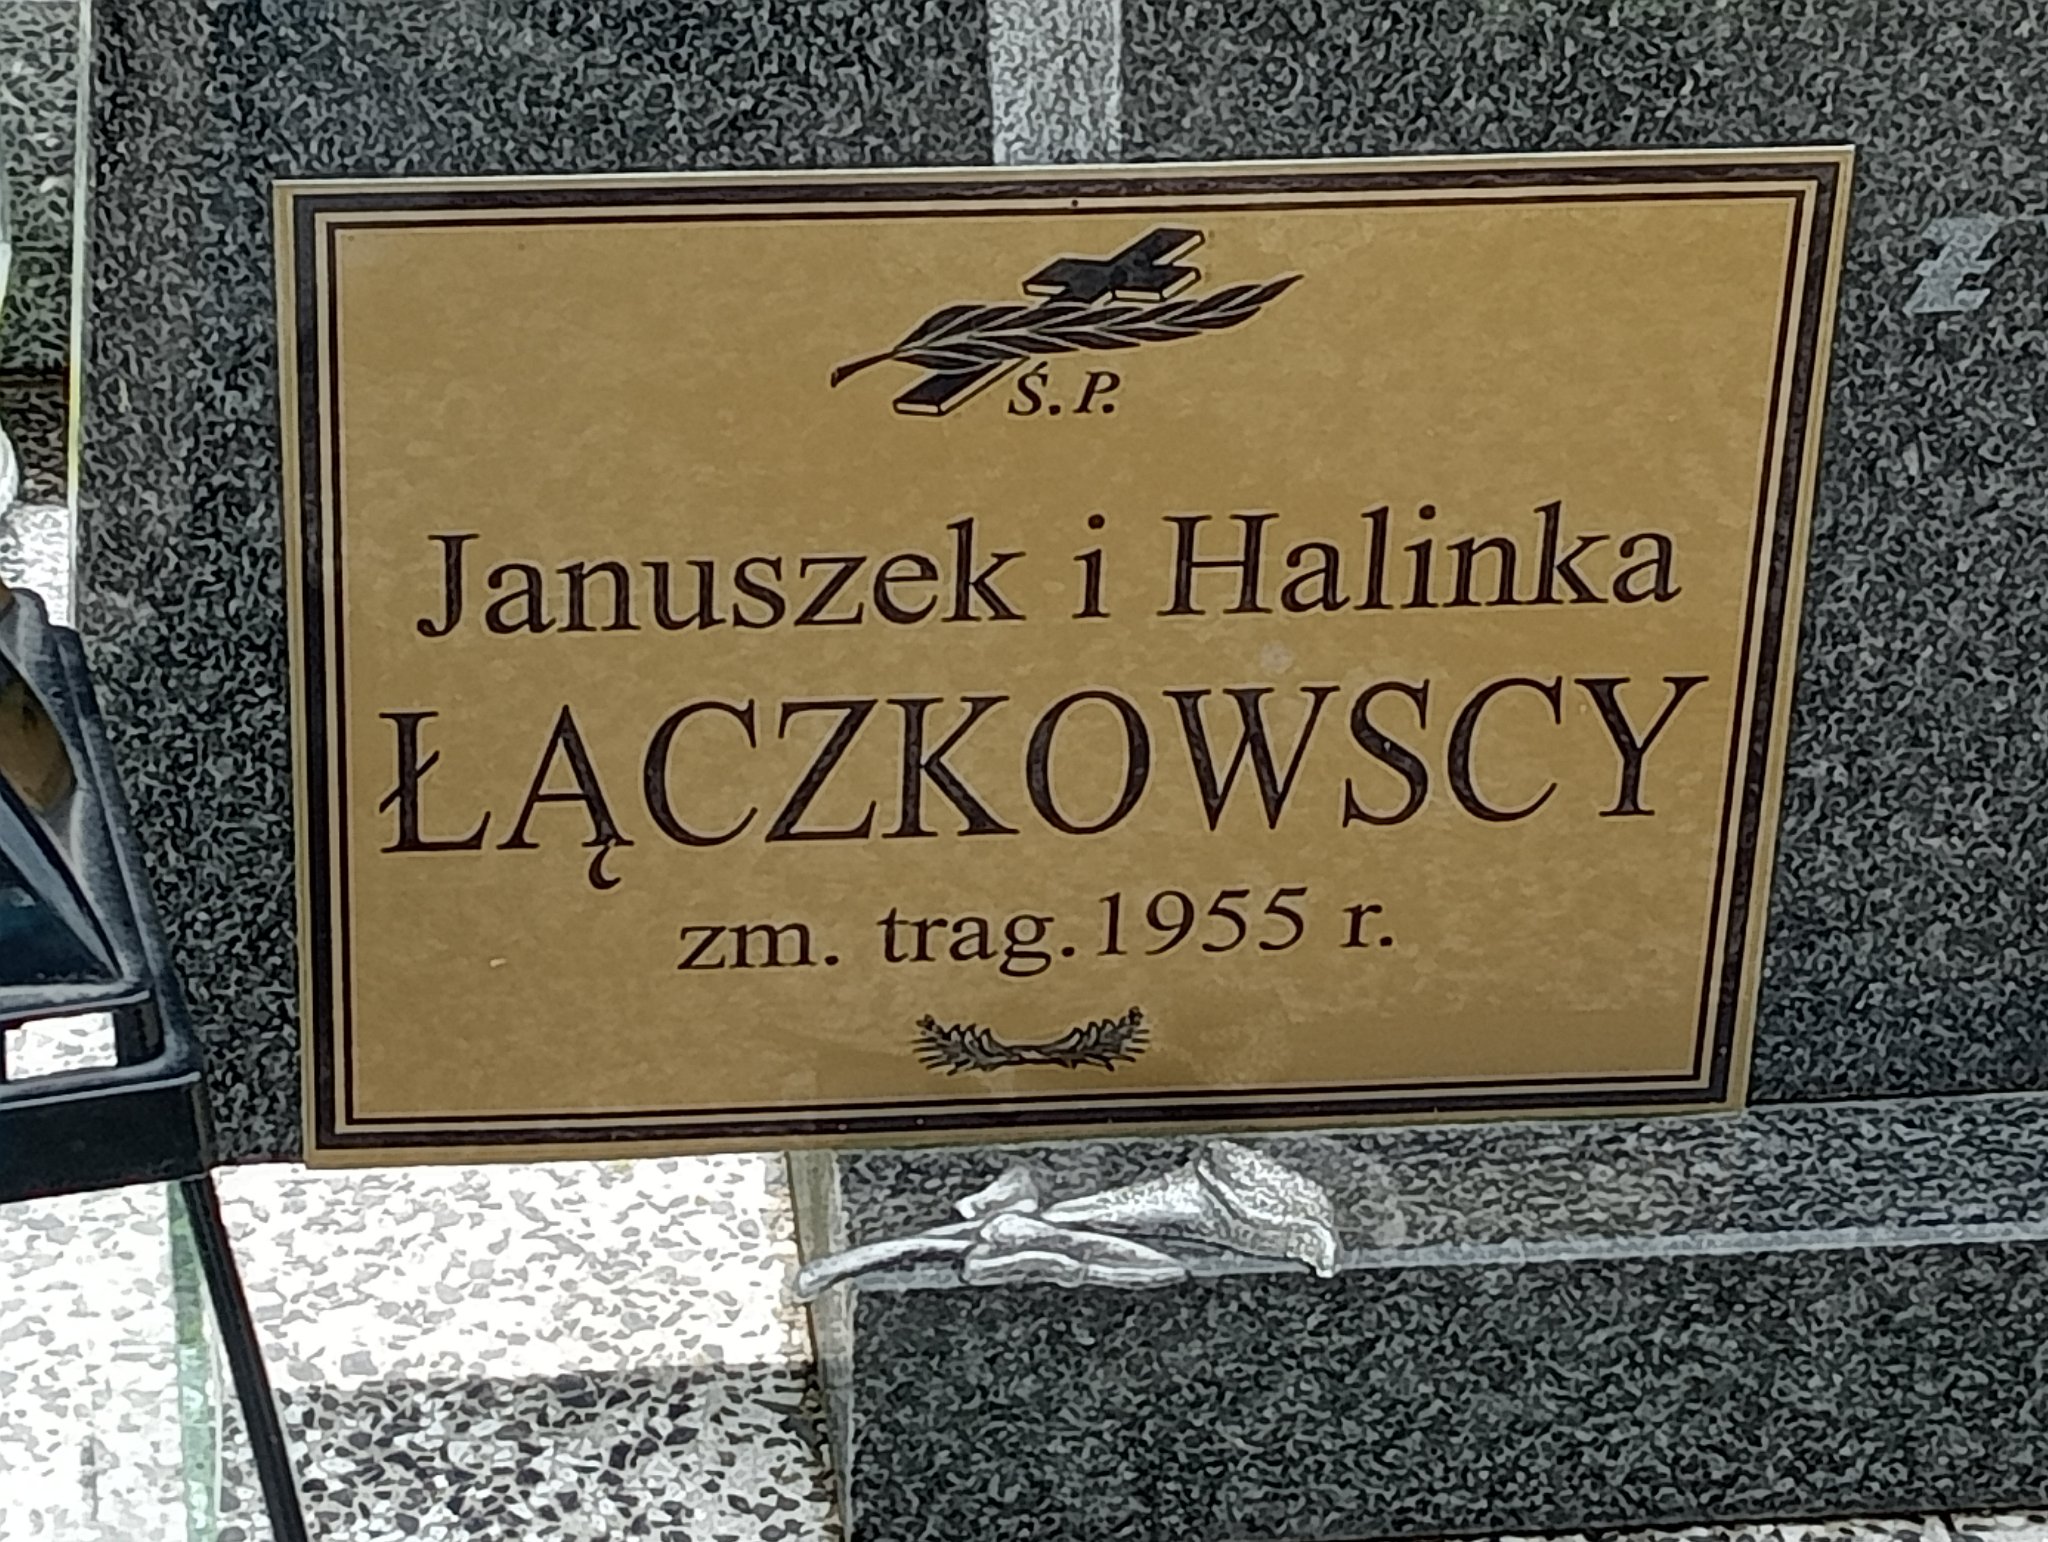 Ś.P.
Januszek i Halinka
ŁĄCZKOWSCY
zm. trag. 1955 r.